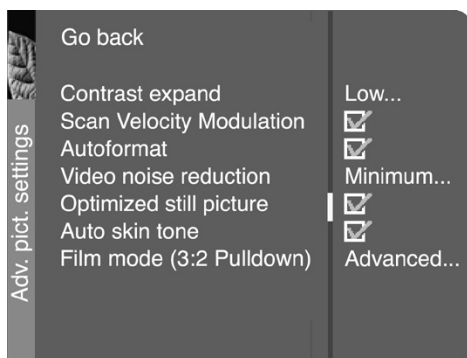 Adv. pict. settings
Go back
Contrast expand Low...
Scan Velocity Modulation
Autoformat
Video noise reduction Minimum...
Optimized still picture
Auto skin tone
Film mode (3:2 Pulldown) Advanced...